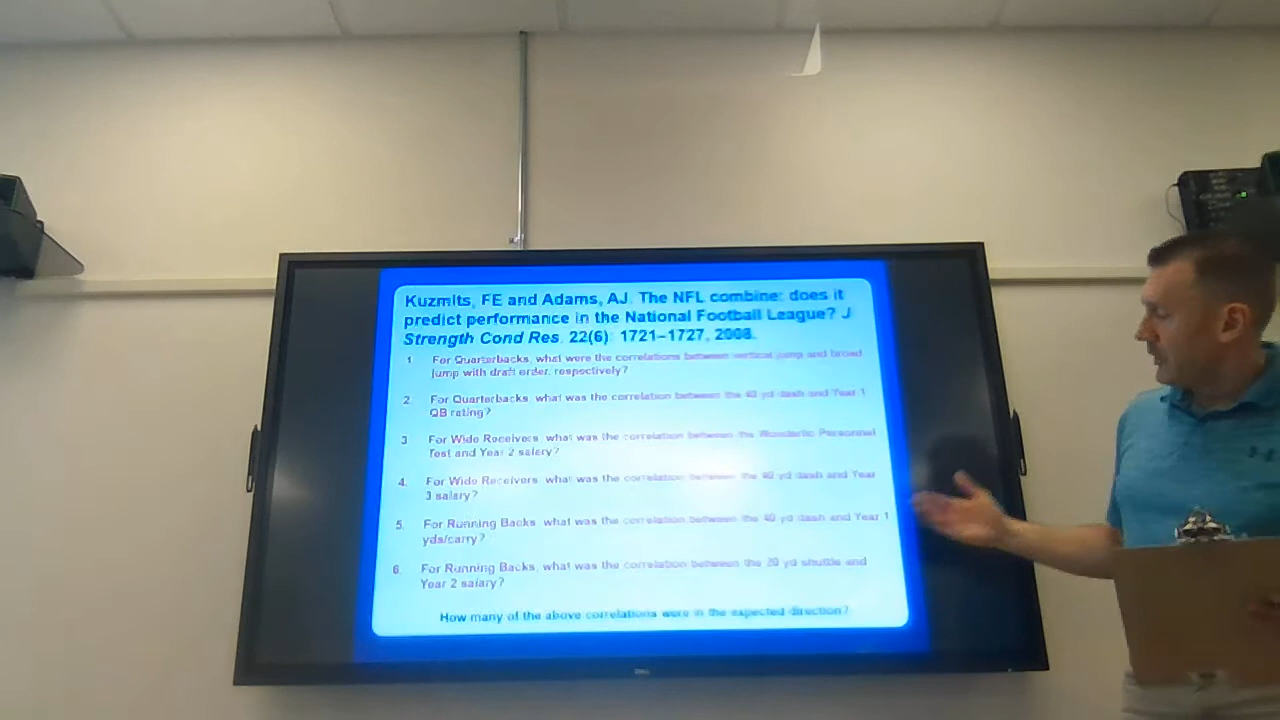 Kuzmits, FE and Adams, AJ. The NFL combine: does it
predict performance in the National Football League? J
Strength Cond Res. 22(6): 1721–1727, 2008.
1. For Quarterbacks, what were the correlations between vertical jump and broad
jump with draft order, respectively?
2. For Quarterbacks, what was the correlation between the 40 yd dash and Year 1
QB rating?
3. For Wide Receivers, what was the correlation between the Wonderlic Personnel
Test and Year 2 salary?
4. For Wide Receivers, what was the correlation between the 40 yd dash and Year
3 salary?
5. For Running Backs, what was the correlation between the 40 yd dash and Year 1
yds/carry?
6. For Running Backs, what was the correlation between the 20 yd shuttle and
Year 2 salary?
How many of the above correlations were in the expected direction?